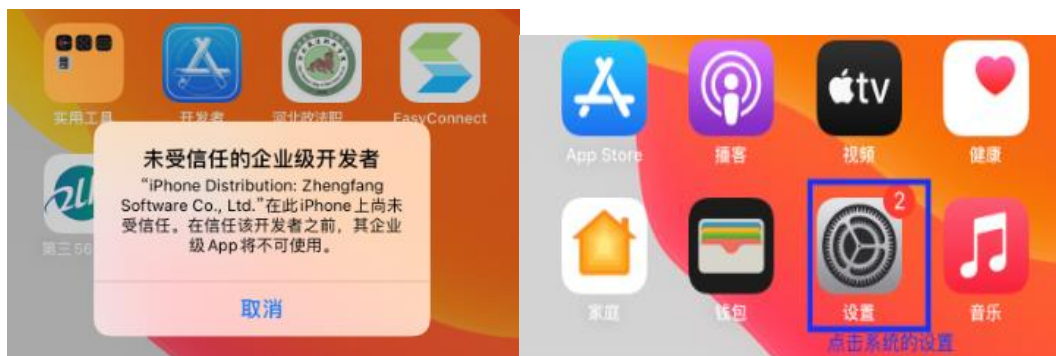 实用工具
开发者
河北政法职
EasyConnect
第三56
未受信任的企业级开发者
“iPhone Distribution: Zhengfang
Software Co., Ltd.”在此iPhone上尚未
受信任。在信任该开发者之前，其企业
级App将不可使用。
取消
tv
App Store
播客
视频
健康
2
家庭
钱包
设置
音乐
点击系统的设置